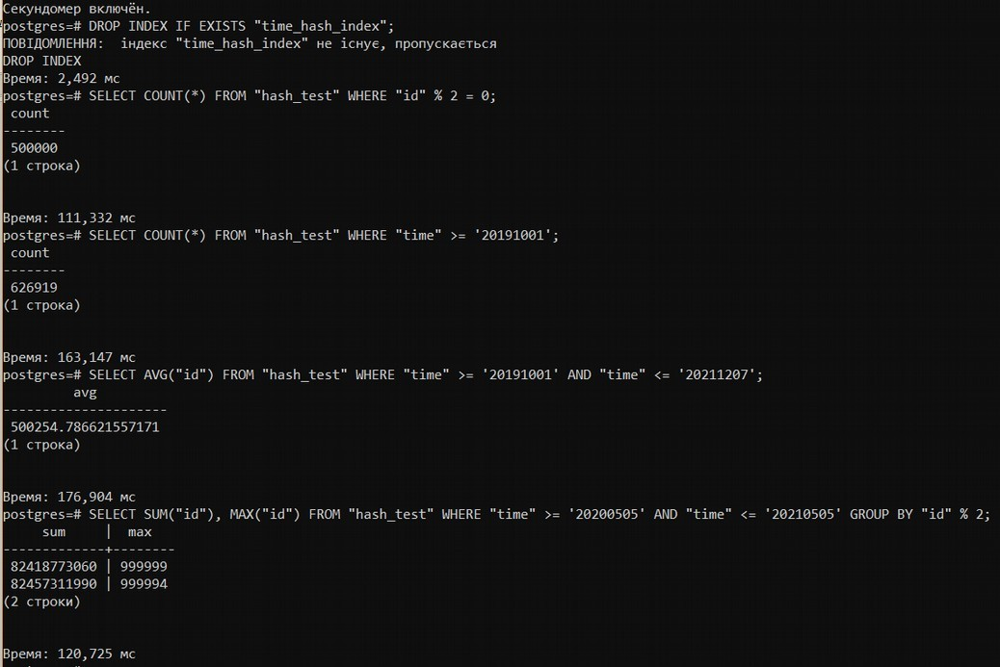 Секундомер включён.
postgres=# DROP INDEX IF EXISTS "time_hash_index";
ПОВІДОМЛЕННЯ:  індекс "time_hash_index" не існує, пропускається
DROP INDEX
Время: 2,492 мс
postgres=# SELECT COUNT(*) FROM "hash_test" WHERE "id" % 2 = 0;
 count
--------
 500000
(1 строка)
Время: 111,332 мс
postgres=# SELECT COUNT(*) FROM "hash_test" WHERE "time" >= '20191001';
 count
--------
 626919
(1 строка)
Время: 163,147 мс
postgres=# SELECT AVG("id") FROM "hash_test" WHERE "time" >= '20191001' AND "time" <= '20211207';
         avg
---------------------
 500254.786621557171
(1 строка)
Время: 176,904 мс
postgres=# SELECT SUM("id"), MAX("id") FROM "hash_test" WHERE "time" >= '20200505' AND "time" <= '20210505' GROUP BY "id" % 2;
     sum     |  max
-------------+--------
 82418773060 | 999999
 82457311990 | 999994
(2 строки)
Время: 120,725 мс